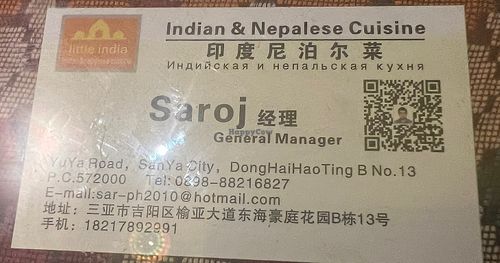 little india
Indian & Nepalese Cuisine
印度尼泊尔菜
Индийская и непальская кухня
Saroj 经理
General Manager
HappyCow
YuYa Road, SanYa City, DongHaiHaoTing B No.13
P.C.572000 Tel: 0898-88216827
E-mail:sar-ph2010@hotmail.com
地址：三亚市吉阳区榆亚大道东海豪庭花园B栋13号
手机：18217892991